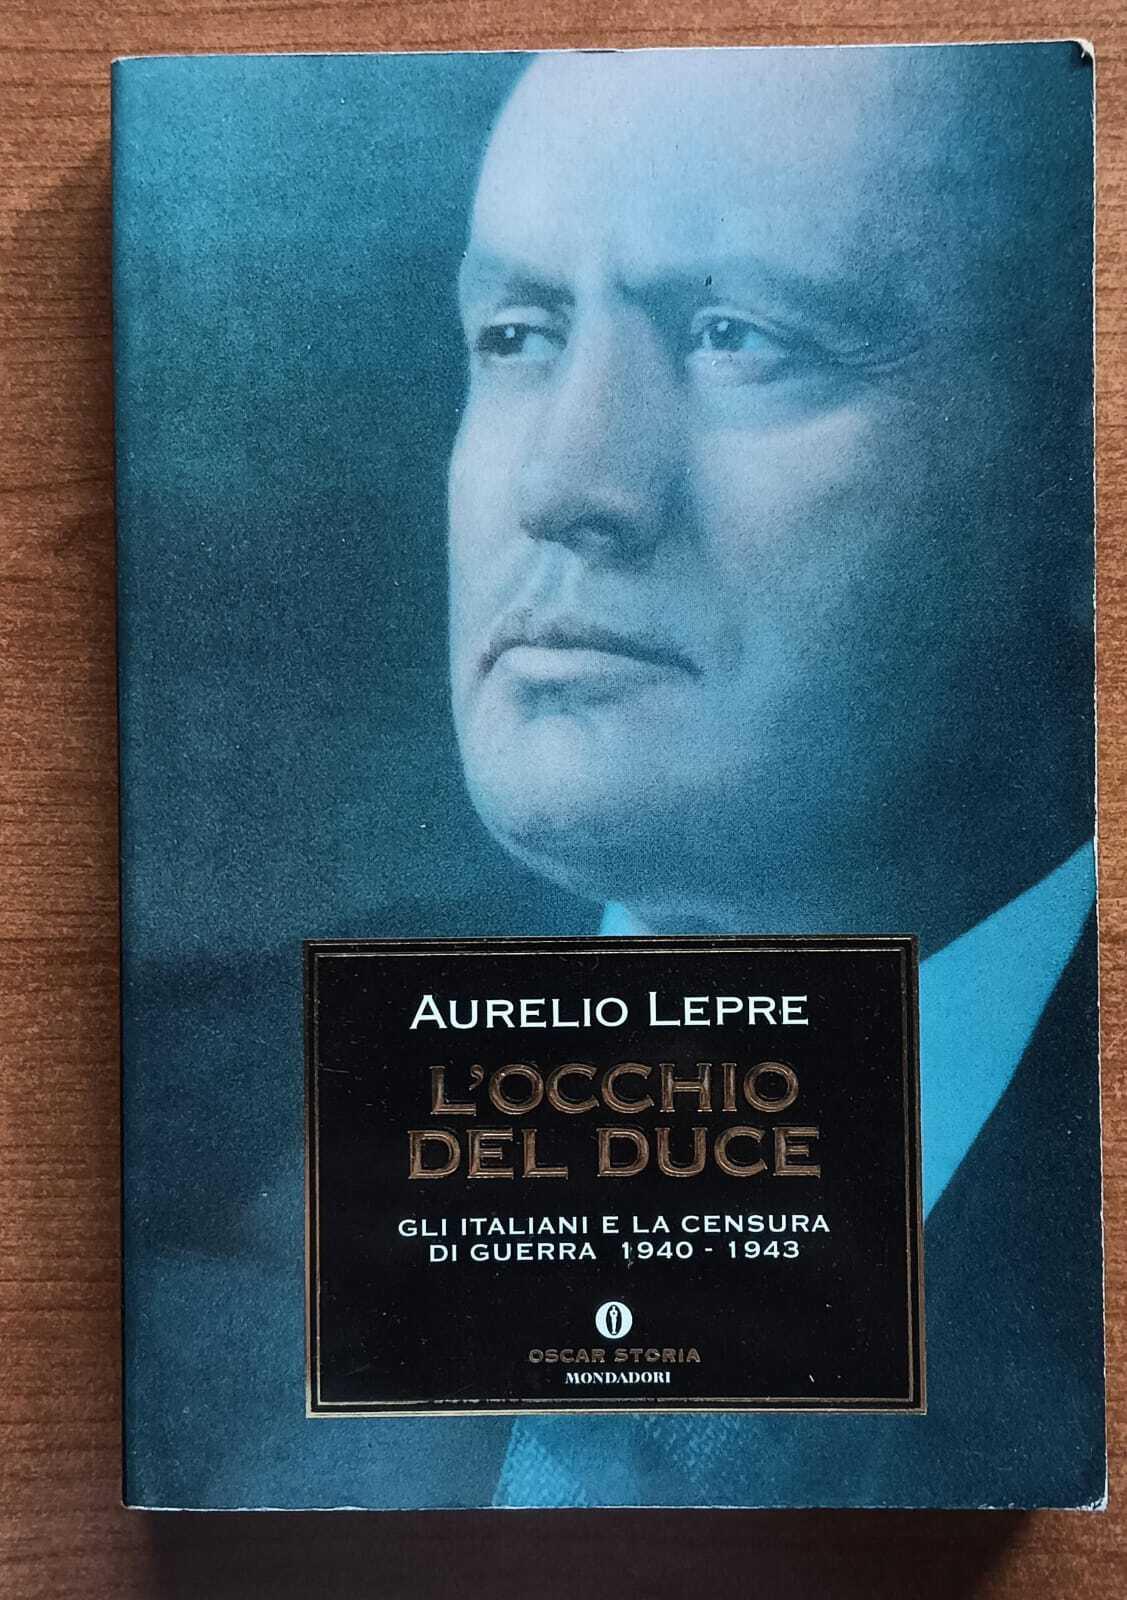 AURELIO LEPRE
L'OCCHIO
DEL DUCE
GLI ITALIANI E LA CENSURA
DI GUERRA 1940 - 1943
OSCAR STORIA
MONDADORI